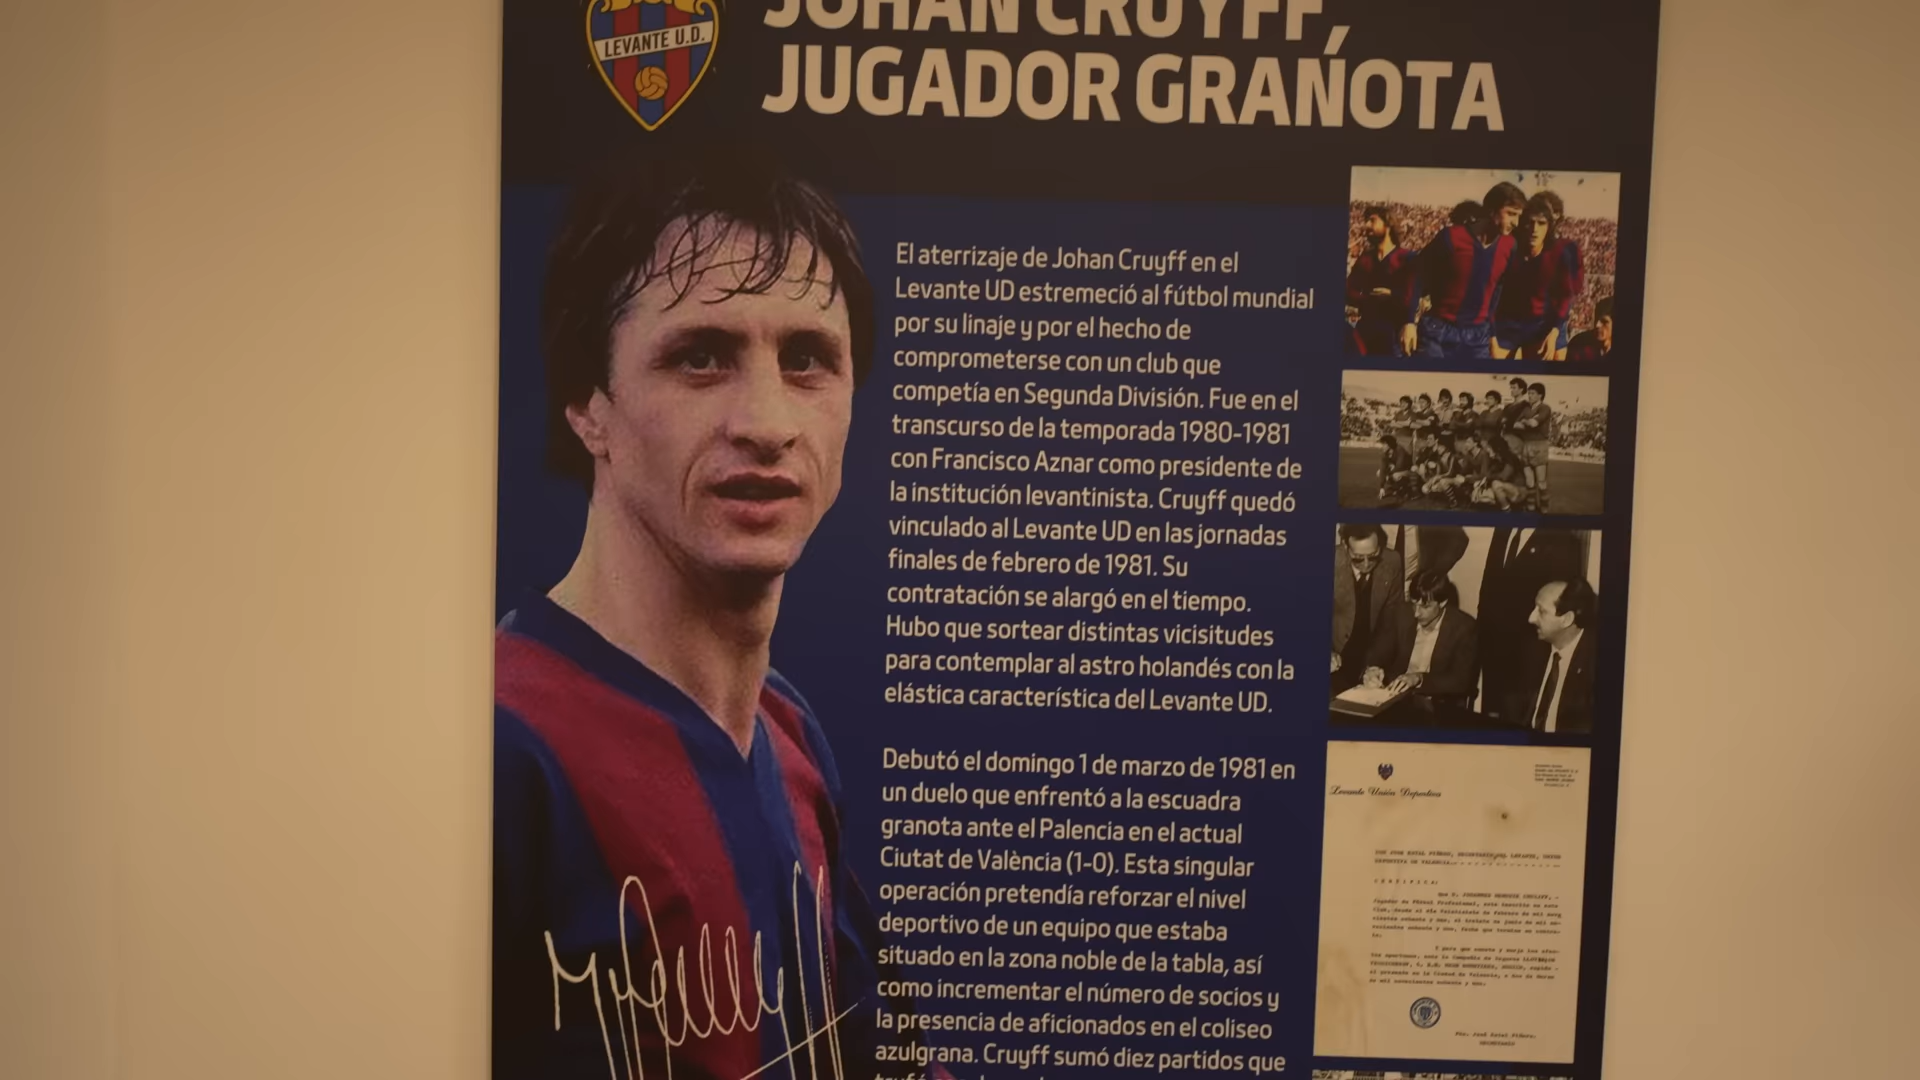 JOHAN CRUYFF,
LEVANTE U.D.
JUGADOR GRANOTA
El aterrizaje de Johan Cruyff en el
Levante UD estremeció al fútbol mundial
por su linaje y por el hecho de
comprometerse con un club que
competía en Segunda División. Fue en el
transcurso de la temporada 1980-1981
con Francisco Aznar como presidente de
la institución levantinista. Cruyff quedó
vinculado al Levante UD en las jornadas
finales de febrero de 1981. Su
contratación se alargó en el tiempo.
Hubo que sortear distintas vicisitudes
para contemplar al astro holandés con la
elástica característica del Levante UD.
Debutó el domingo 1 de marzo de 1981 en
un duelo que enfrentó a la escuadra
granota ante el Palencia en el actual
Ciutat de València (1-0). Esta singular
operación pretendía reforzar el nivel
deportivo de un equipo que estaba
situado en la zona noble de la tabla, así
como incrementar el número de socios y
la presencia de aficionados en el coliseo
azulgrana. Cruyff sumó diez partidos que
Levante Unión Deportiva